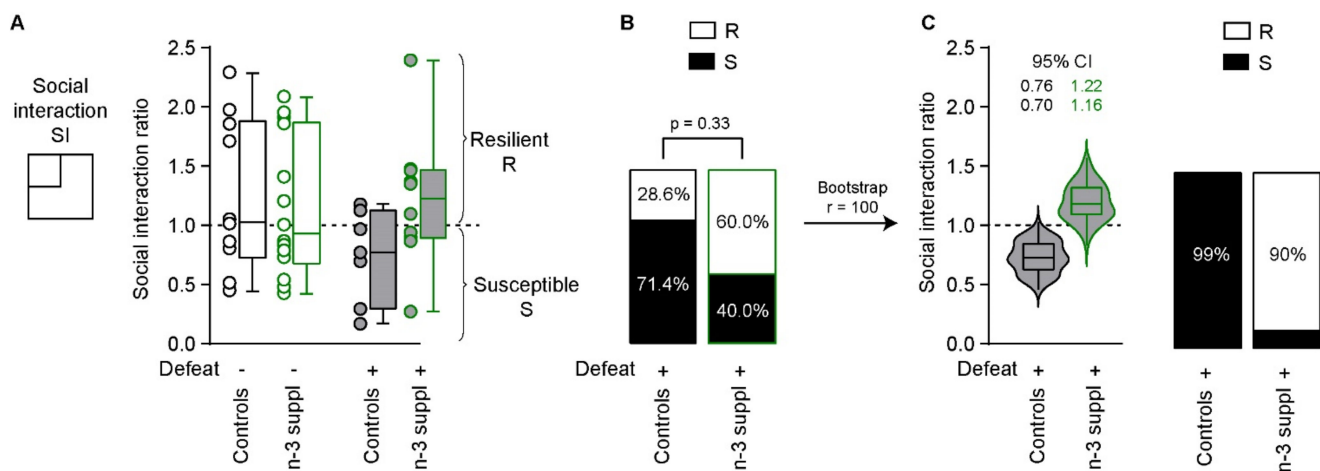 A
Social
interaction
SI
Social interaction ratio
2.5
2.0
1.5
1.0
0.5
0.0
Resilient
R
Susceptible
S
Defeat - - + +
Controls
n-3 suppl
Controls
n-3 suppl
B
R
S
p = 0.33
28.6%
71.4%
60.0%
40.0%
Defeat + +
Controls
n-3 suppl
Bootstrap
r = 100
C
Social interaction ratio
2.5
2.0
1.5
1.0
0.5
0.0
95% CI
0.76 1.22
0.70 1.16
Defeat + +
Controls
n-3 suppl
R
S
99%
90%
+ +
Controls
n-3 suppl